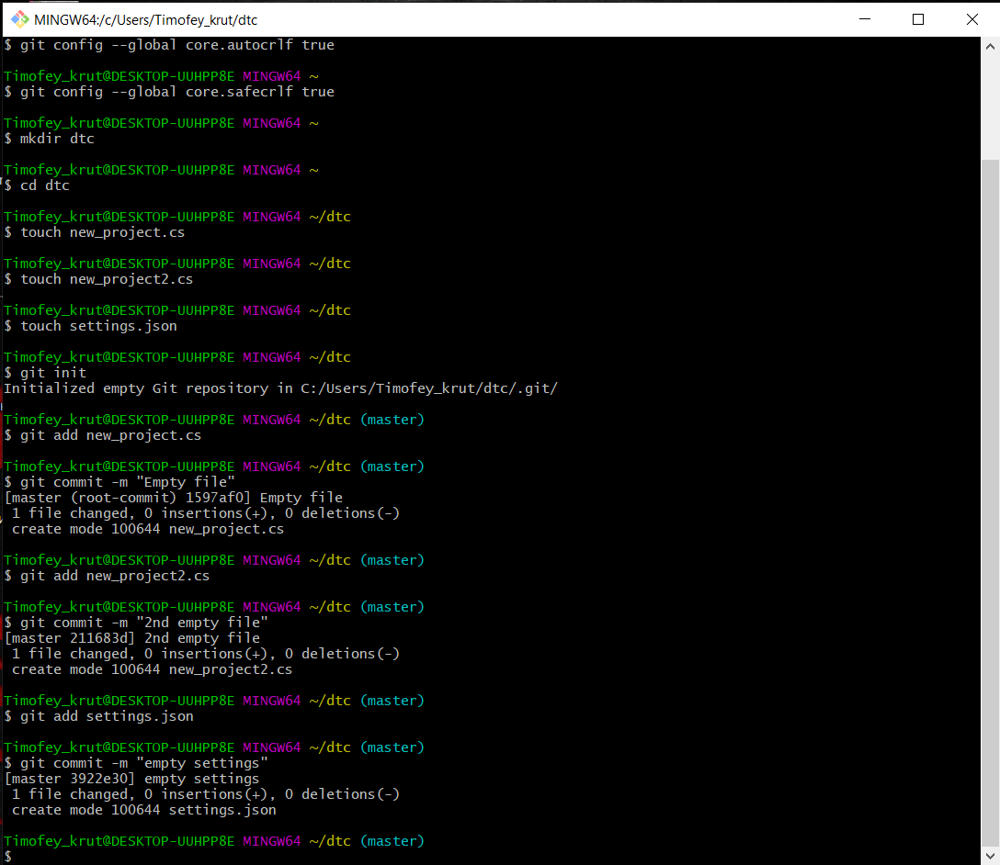 MINGW64:/c/Users/Timofey_krut/dtc
$ git config --global core.autocrlf true
Timofey_krut@DESKTOP-UUHPP8E MINGW64 ~
$ git config --global core.safecrlf true
Timofey_krut@DESKTOP-UUHPP8E MINGW64 ~
$ mkdir dtc
Timofey_krut@DESKTOP-UUHPP8E MINGW64 ~
$ cd dtc
Timofey_krut@DESKTOP-UUHPP8E MINGW64 ~/dtc
$ touch new_project.cs
Timofey_krut@DESKTOP-UUHPP8E MINGW64 ~/dtc
$ touch new_project2.cs
Timofey_krut@DESKTOP-UUHPP8E MINGW64 ~/dtc
$ touch settings.json
Timofey_krut@DESKTOP-UUHPP8E MINGW64 ~/dtc
$ git init
Initialized empty Git repository in C:/Users/Timofey_krut/dtc/.git/
Timofey_krut@DESKTOP-UUHPP8E MINGW64 ~/dtc (master)
$ git add new_project.cs
Timofey_krut@DESKTOP-UUHPP8E MINGW64 ~/dtc (master)
$ git commit -m "Empty file"
[master (root-commit) 1597af0] Empty file
1 file changed, 0 insertions(+), 0 deletions(-)
create mode 100644 new_project.cs
Timofey_krut@DESKTOP-UUHPP8E MINGW64 ~/dtc (master)
$ git add new_project2.cs
Timofey_krut@DESKTOP-UUHPP8E MINGW64 ~/dtc (master)
$ git commit -m "2nd empty file"
[master 211683d] 2nd empty file
1 file changed, 0 insertions(+), 0 deletions(-)
create mode 100644 new_project2.cs
Timofey_krut@DESKTOP-UUHPP8E MINGW64 ~/dtc (master)
$ git add settings.json
Timofey_krut@DESKTOP-UUHPP8E MINGW64 ~/dtc (master)
$ git commit -m "empty settings"
[master 3922e30] empty settings
1 file changed, 0 insertions(+), 0 deletions(-)
create mode 100644 settings.json
Timofey_krut@DESKTOP-UUHPP8E MINGW64 ~/dtc (master)
$